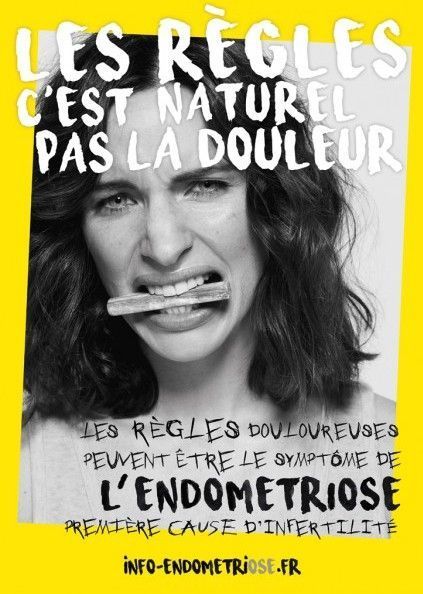 LES RÈGLES
C'EST NATUREL
PAS LA DOULEUR
LES RÈGLES DOULOUREUSES
PEUVENT ÊTRE LE SYMPTÔME DE
L'ENDOMETRIOSE
PREMIÈRE CAUSE D'INFERTILITÉ
INFO-ENDOMETRIOSE.FR